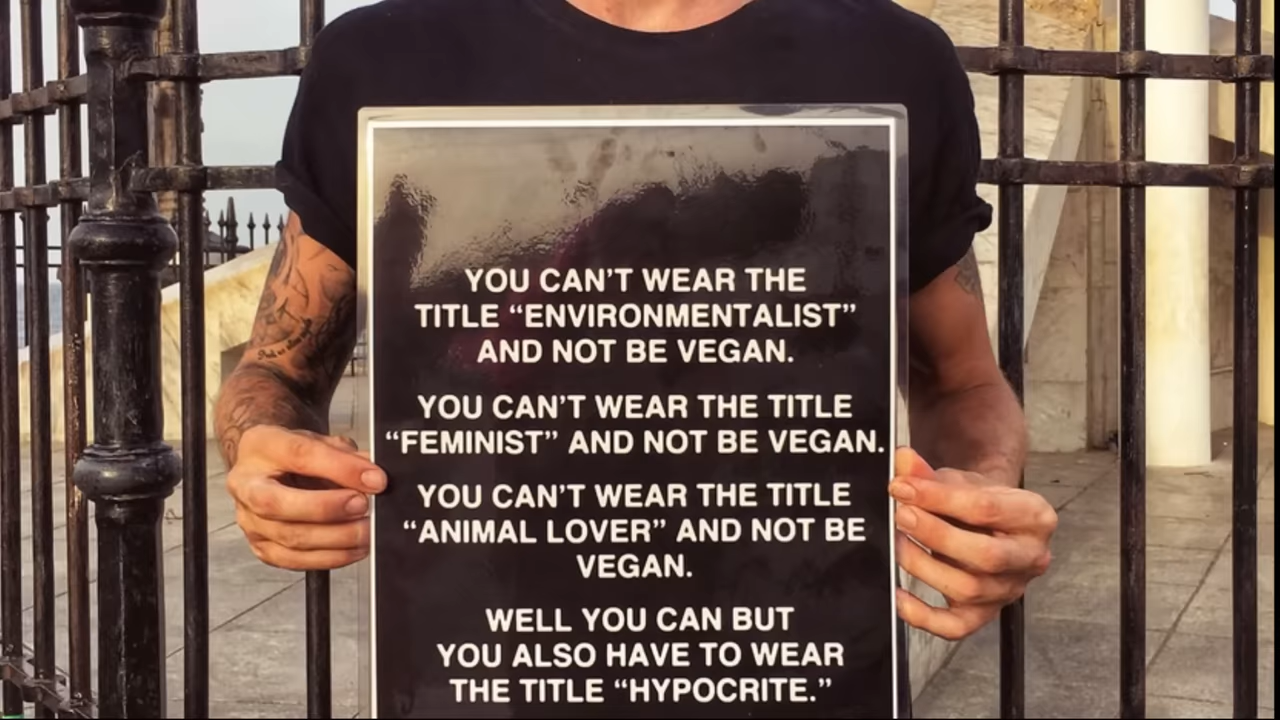 YOU CAN'T WEAR THE
TITLE “ENVIRONMENTALIST”
AND NOT BE VEGAN.
YOU CAN'T WEAR THE TITLE
“FEMINIST” AND NOT BE VEGAN.
YOU CAN'T WEAR THE TITLE
“ANIMAL LOVER” AND NOT BE
VEGAN.
WELL YOU CAN BUT
YOU ALSO HAVE TO WEAR
THE TITLE “HYPOCRITE.”